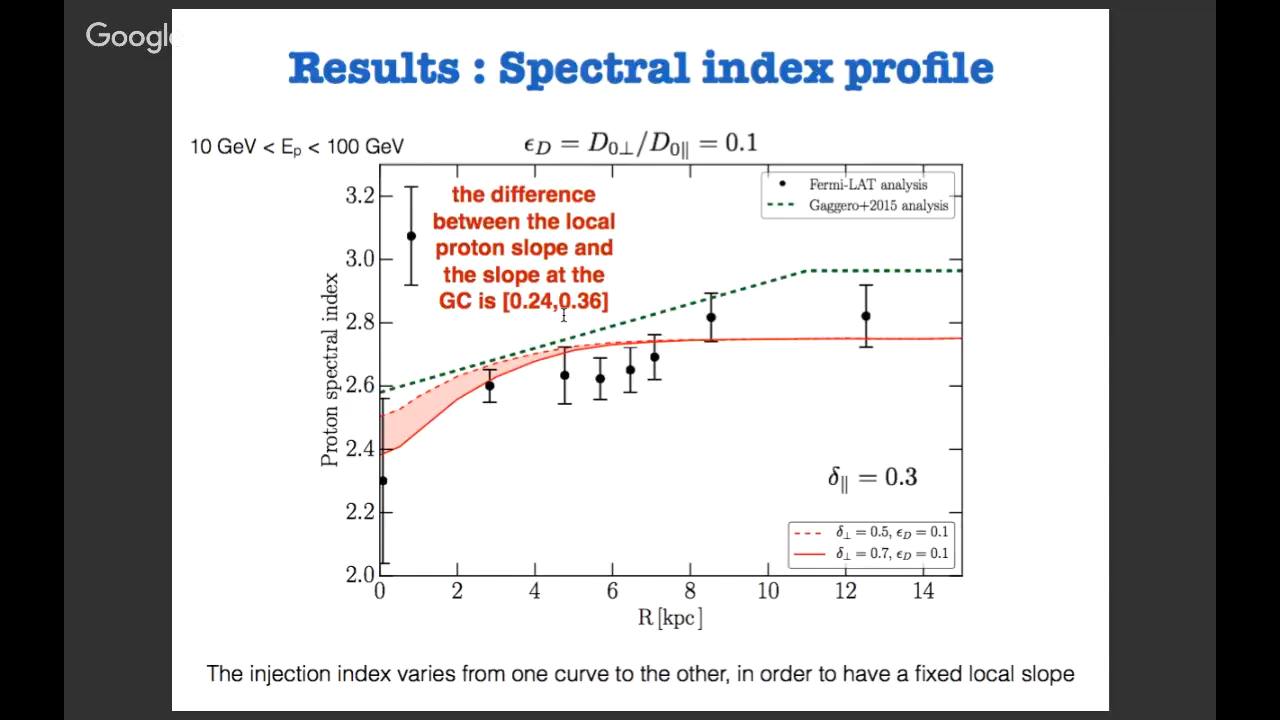 Google
Results : Spectral index profile
10 GeV < Eₚ < 100 GeV
ϵ_D = D₀⊥/D₀∥ = 0.1
the difference
between the local
proton slope and
the slope at the
GC is [0.24,0.36]
Fermi-LAT analysis
Gaggero+2015 analysis
Proton spectral index
3.2
3.0
2.8
2.6
2.4
2.2
2.0
δ∥ = 0.3
δ⊥ = 0.5, ϵ_D = 0.1
δ⊥ = 0.7, ϵ_D = 0.1
0 2 4 6 8 10 12 14
R [kpc]
The injection index varies from one curve to the other, in order to have a fixed local slope